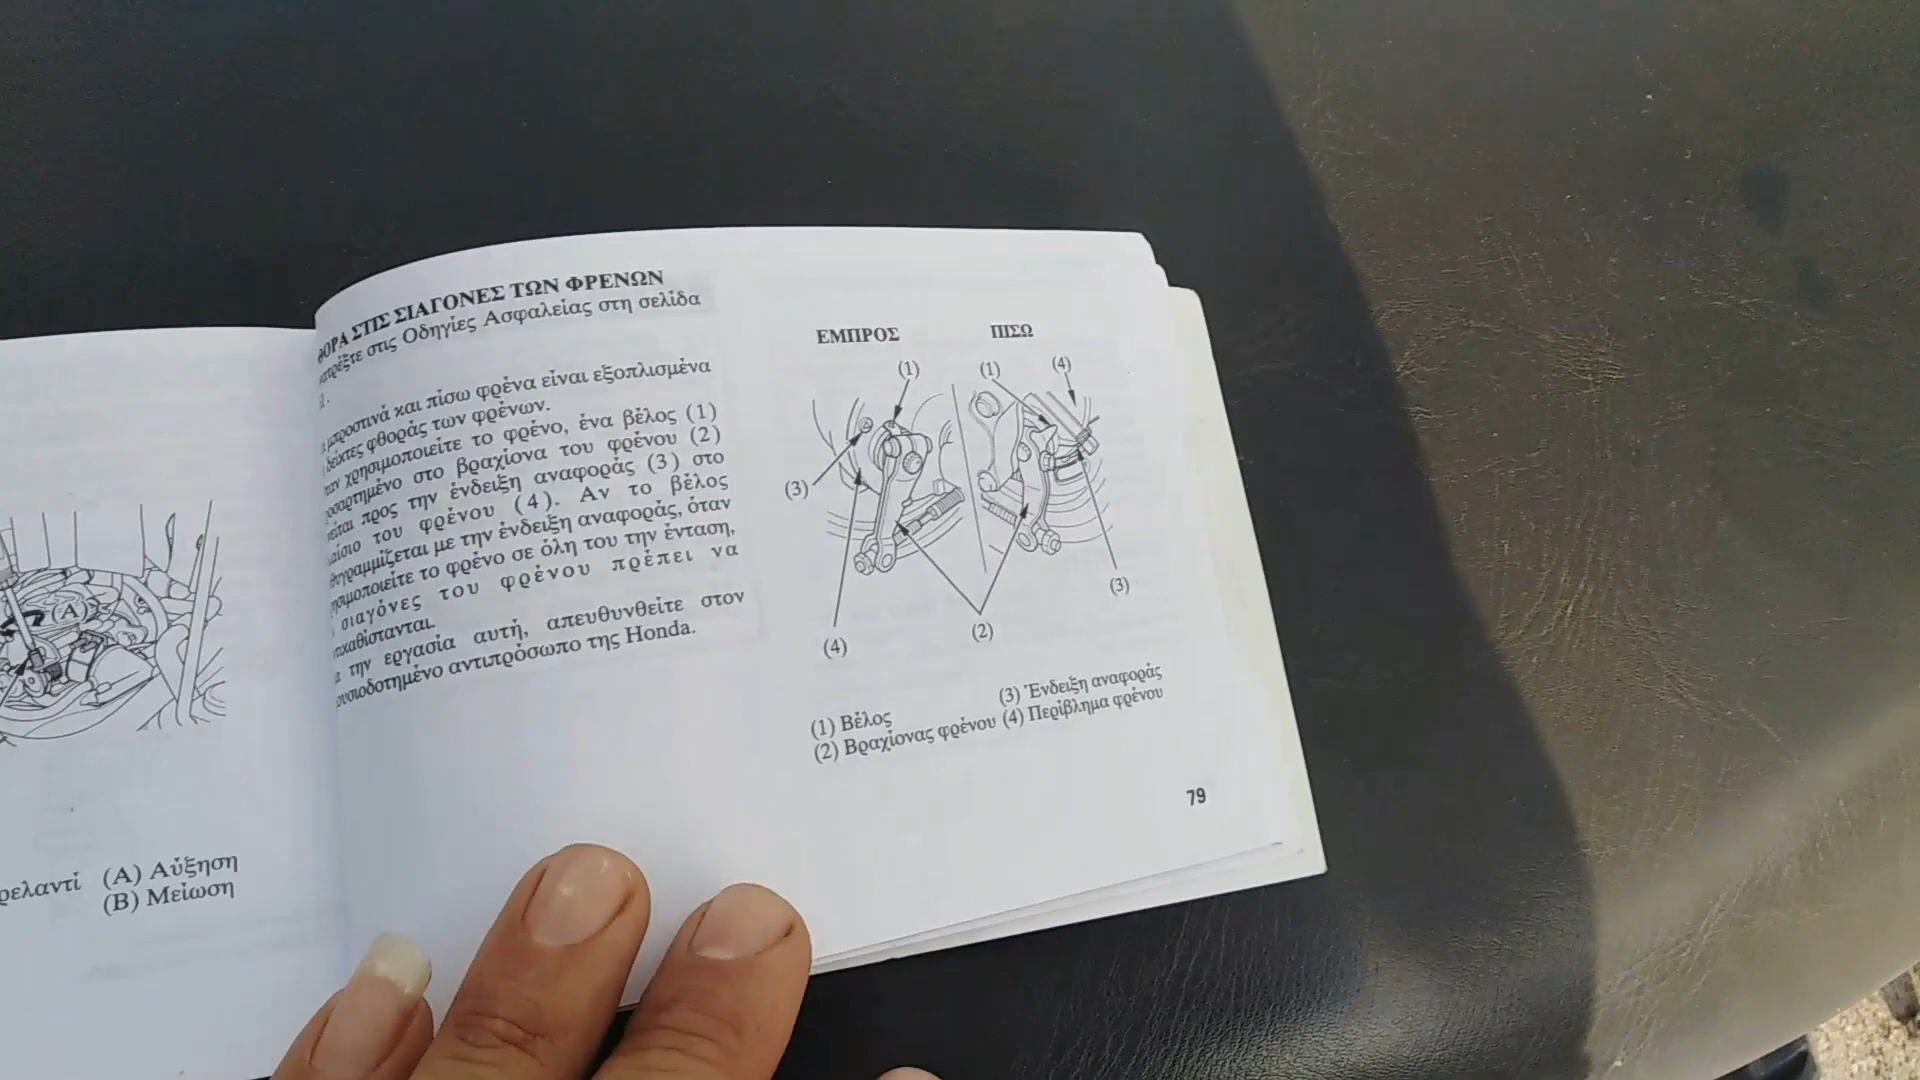 ρελαντί (A) Αύξηση
(B) Μείωση
A
ΣΤΙΣ ΣΙΑΓΟΝΕΣ ΤΩΝ ΦΡΕΝΩΝ
στις Οδηγίες Ασφαλείας στη σελίδα
και πίσω φρένα είναι εξοπλισμένα
δείκτες φθοράς των φρένων.
χρησιμοποιείτε το φρένο, ένα βέλος (1)
στο βραχίονα του φρένου (2)
προς την ένδειξη αναφοράς (3) στο
του φρένου (4). Αν το βέλος
με την ένδειξη αναφοράς, όταν
το φρένο σε όλη του την ένταση,
σιαγόνες του φρένου πρέπει να
την εργασία αυτή, απευθυνθείτε στον
αντιπρόσωπο της Honda.
ΕΜΠΡΟΣ ΠΙΣΩ
(1) (1) (4)
(3)
(3)
(4) (2)
(1) Βέλος (3) Ένδειξη αναφοράς
(2) Βραχίονας φρένου (4) Περίβλημα φρένου
79